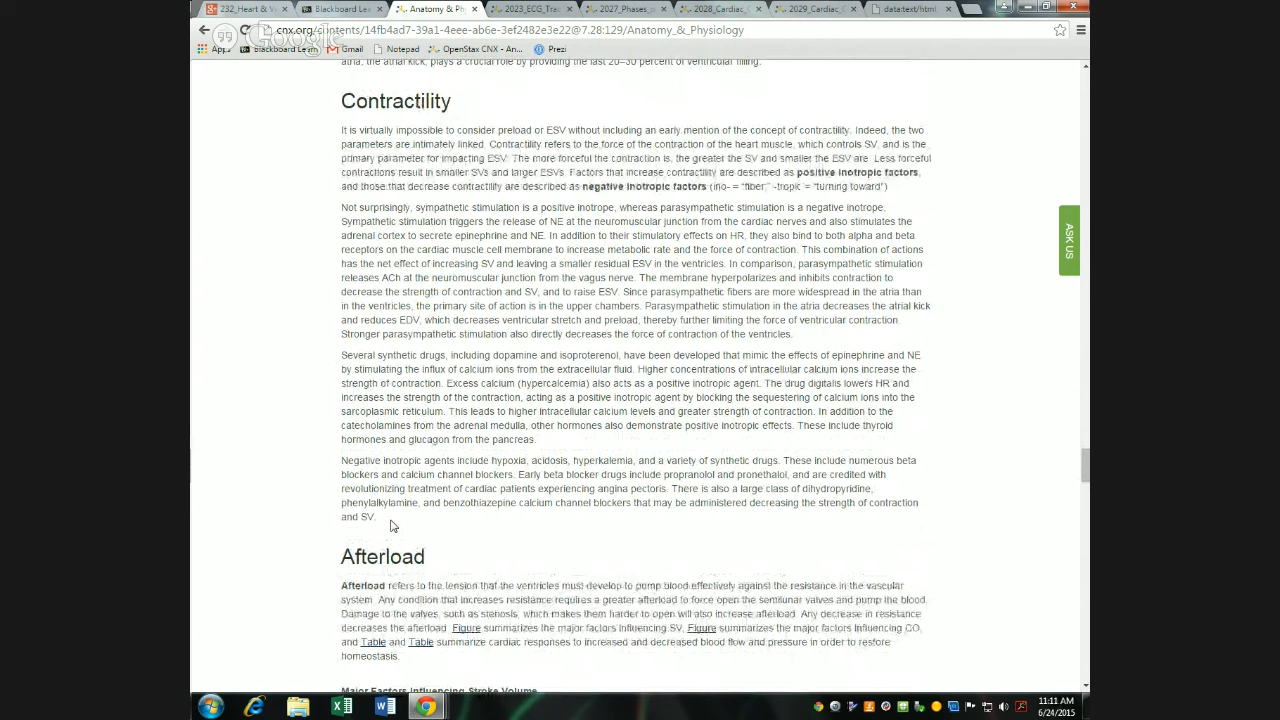 232_Heart & V
Blackboard Lea
Anatomy & Ph
2023_ECG_Trac
2027_Phases_o
2028_Cardiac_C
2029_Cardiac_C
data:text/html
cnx.org/contents/14fb4ad7-39a1-4eee-ab6e-3ef2482e3e22@7.28:129/Anatomy_&_Physiology
Apps
Blackboard Learn
Gmail
Notepad
OpenStax CNX - An...
Prezi
Google
atria, the atrial kick, plays a crucial role by providing the last 20–30 percent of ventricular filling.
Contractility
It is virtually impossible to consider preload or ESV without including an early mention of the concept of contractility. Indeed, the two
parameters are intimately linked. Contractility refers to the force of the contraction of the heart muscle, which controls SV, and is the
primary parameter for impacting ESV. The more forceful the contraction is, the greater the SV and smaller the ESV are. Less forceful
contractions result in smaller SVs and larger ESVs. Factors that increase contractility are described as positive inotropic factors,
and those that decrease contractility are described as negative inotropic factors (ino- = "fiber;" -tropic = "turning toward")
Not surprisingly, sympathetic stimulation is a positive inotrope, whereas parasympathetic stimulation is a negative inotrope.
Sympathetic stimulation triggers the release of NE at the neuromuscular junction from the cardiac nerves and also stimulates the
adrenal cortex to secrete epinephrine and NE. In addition to their stimulatory effects on HR, they also bind to both alpha and beta
receptors on the cardiac muscle cell membrane to increase metabolic rate and the force of contraction. This combination of actions
has the net effect of increasing SV and leaving a smaller residual ESV in the ventricles. In comparison, parasympathetic stimulation
releases ACh at the neuromuscular junction from the vagus nerve. The membrane hyperpolarizes and inhibits contraction to
decrease the strength of contraction and SV, and to raise ESV. Since parasympathetic fibers are more widespread in the atria than
in the ventricles, the primary site of action is in the upper chambers. Parasympathetic stimulation in the atria decreases the atrial kick
and reduces EDV, which decreases ventricular stretch and preload, thereby further limiting the force of ventricular contraction.
Stronger parasympathetic stimulation also directly decreases the force of contraction of the ventricles.
Several synthetic drugs, including dopamine and isoproterenol, have been developed that mimic the effects of epinephrine and NE
by stimulating the influx of calcium ions from the extracellular fluid. Higher concentrations of intracellular calcium ions increase the
strength of contraction. Excess calcium (hypercalcemia) also acts as a positive inotropic agent. The drug digitalis lowers HR and
increases the strength of the contraction, acting as a positive inotropic agent by blocking the sequestering of calcium ions into the
sarcoplasmic reticulum. This leads to higher intracellular calcium levels and greater strength of contraction. In addition to the
catecholamines from the adrenal medulla, other hormones also demonstrate positive inotropic effects. These include thyroid
hormones and glucagon from the pancreas.
Negative inotropic agents include hypoxia, acidosis, hyperkalemia, and a variety of synthetic drugs. These include numerous beta
blockers and calcium channel blockers. Early beta blocker drugs include propranolol and pronethalol, and are credited with
revolutionizing treatment of cardiac patients experiencing angina pectoris. There is also a large class of dihydropyridine,
phenylalkylamine, and benzothiazepine calcium channel blockers that may be administered decreasing the strength of contraction
and SV.
Afterload
Afterload refers to the tension that the ventricles must develop to pump blood effectively against the resistance in the vascular
system. Any condition that increases resistance requires a greater afterload to force open the semilunar valves and pump the blood.
Damage to the valves, such as stenosis, which makes them harder to open will also increase afterload. Any decrease in resistance
decreases the afterload. Figure summarizes the major factors influencing SV, Figure summarizes the major factors influencing CO,
and Table and Table summarize cardiac responses to increased and decreased blood flow and pressure in order to restore
homeostasis.
Major Factors Influencing Stroke Volume
ASK US
11:11 AM
6/24/2015